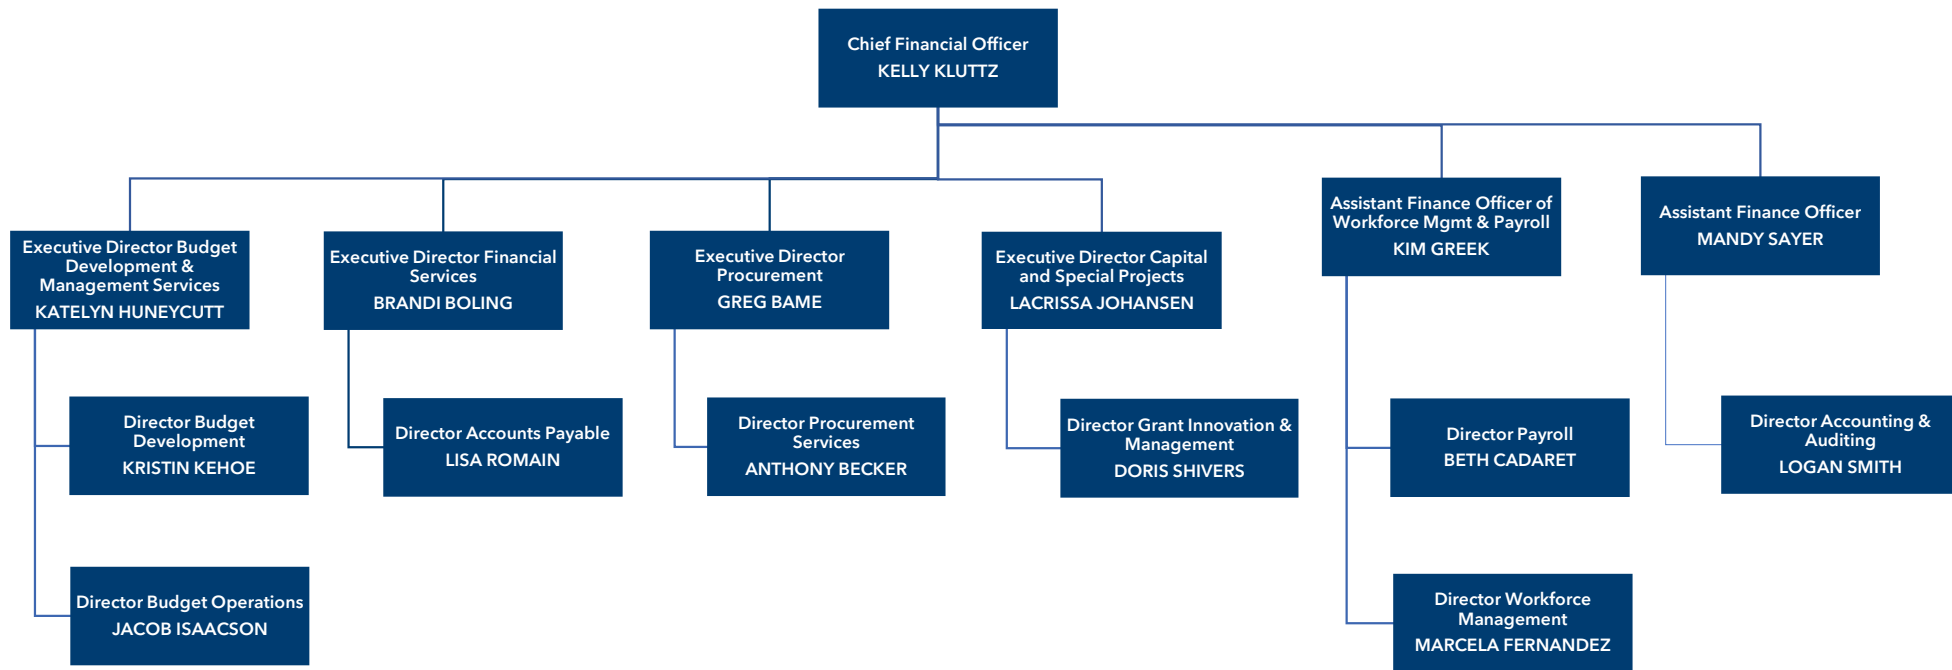 Chief Financial Officer
KELLY KLUTTZ
Executive Director Budget
Development &
Management Services
KATELYN HUNEYCUTT
Executive Director Financial
Services
BRANDI BOLING
Executive Director
Procurement
GREG BAME
Executive Director Capital
and Special Projects
LACRISSA JOHANSEN
Assistant Finance Officer of
Workforce Mgmt & Payroll
KIM GREEK
Assistant Finance Officer
MANDY SAYER
Director Budget
Development
KRISTIN KEHOE
Director Accounts Payable
LISA ROMAIN
Director Procurement
Services
ANTHONY BECKER
Director Grant Innovation &
Management
DORIS SHIVERS
Director Payroll
BETH CADARET
Director Accounting &
Auditing
LOGAN SMITH
Director Budget Operations
JACOB ISAACSON
Director Workforce
Management
MARCELA FERNANDEZ